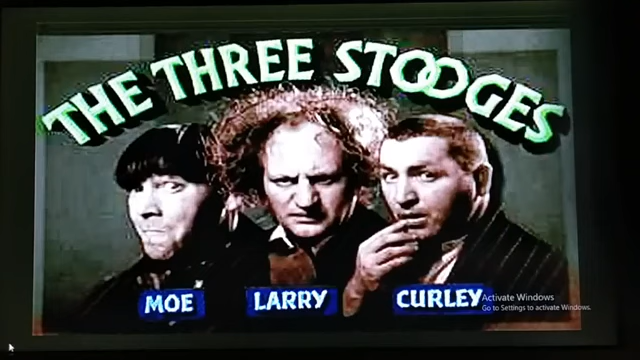 THE THREE STOOGES
MOE LARRY CURLEY
Activate Windows
Go to Settings to activate Windows.